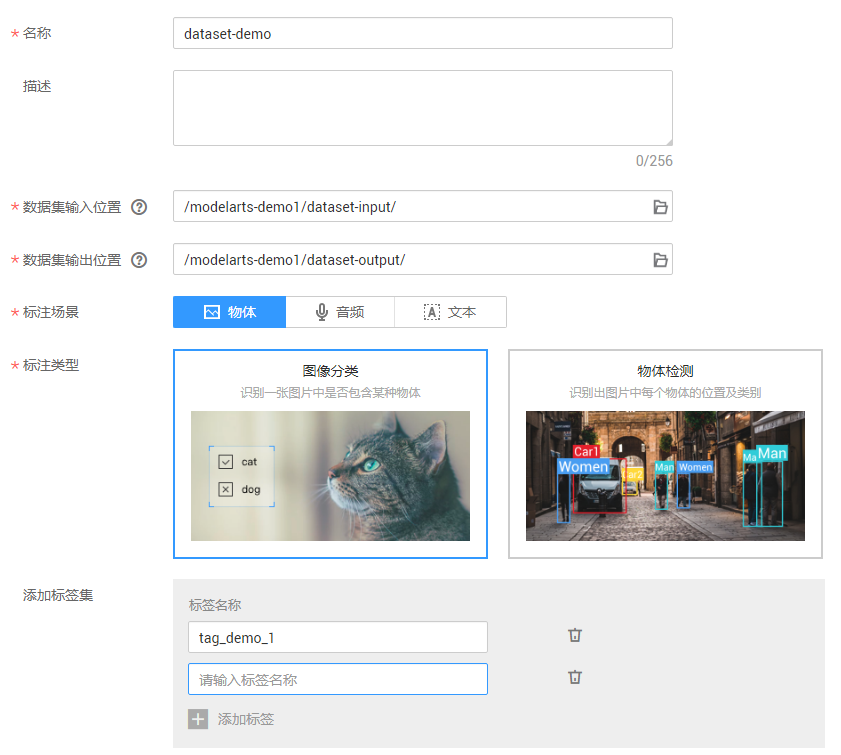 * 名称
dataset-demo
描述
0/256
* 数据集输入位置 ?
/modelarts-demo1/dataset-input/
* 数据集输出位置 ?
/modelarts-demo1/dataset-output/
* 标注场景
物体
音频
A 文本
* 标注类型
图像分类
识别一张图片中是否包含某种物体
cat
dog
物体检测
识别出图片中每个物体的位置及类别
Car1
Women
Car2
Man
Women
Ma
Man
添加标签集
标签名称
tag_demo_1
请输入标签名称
添加标签